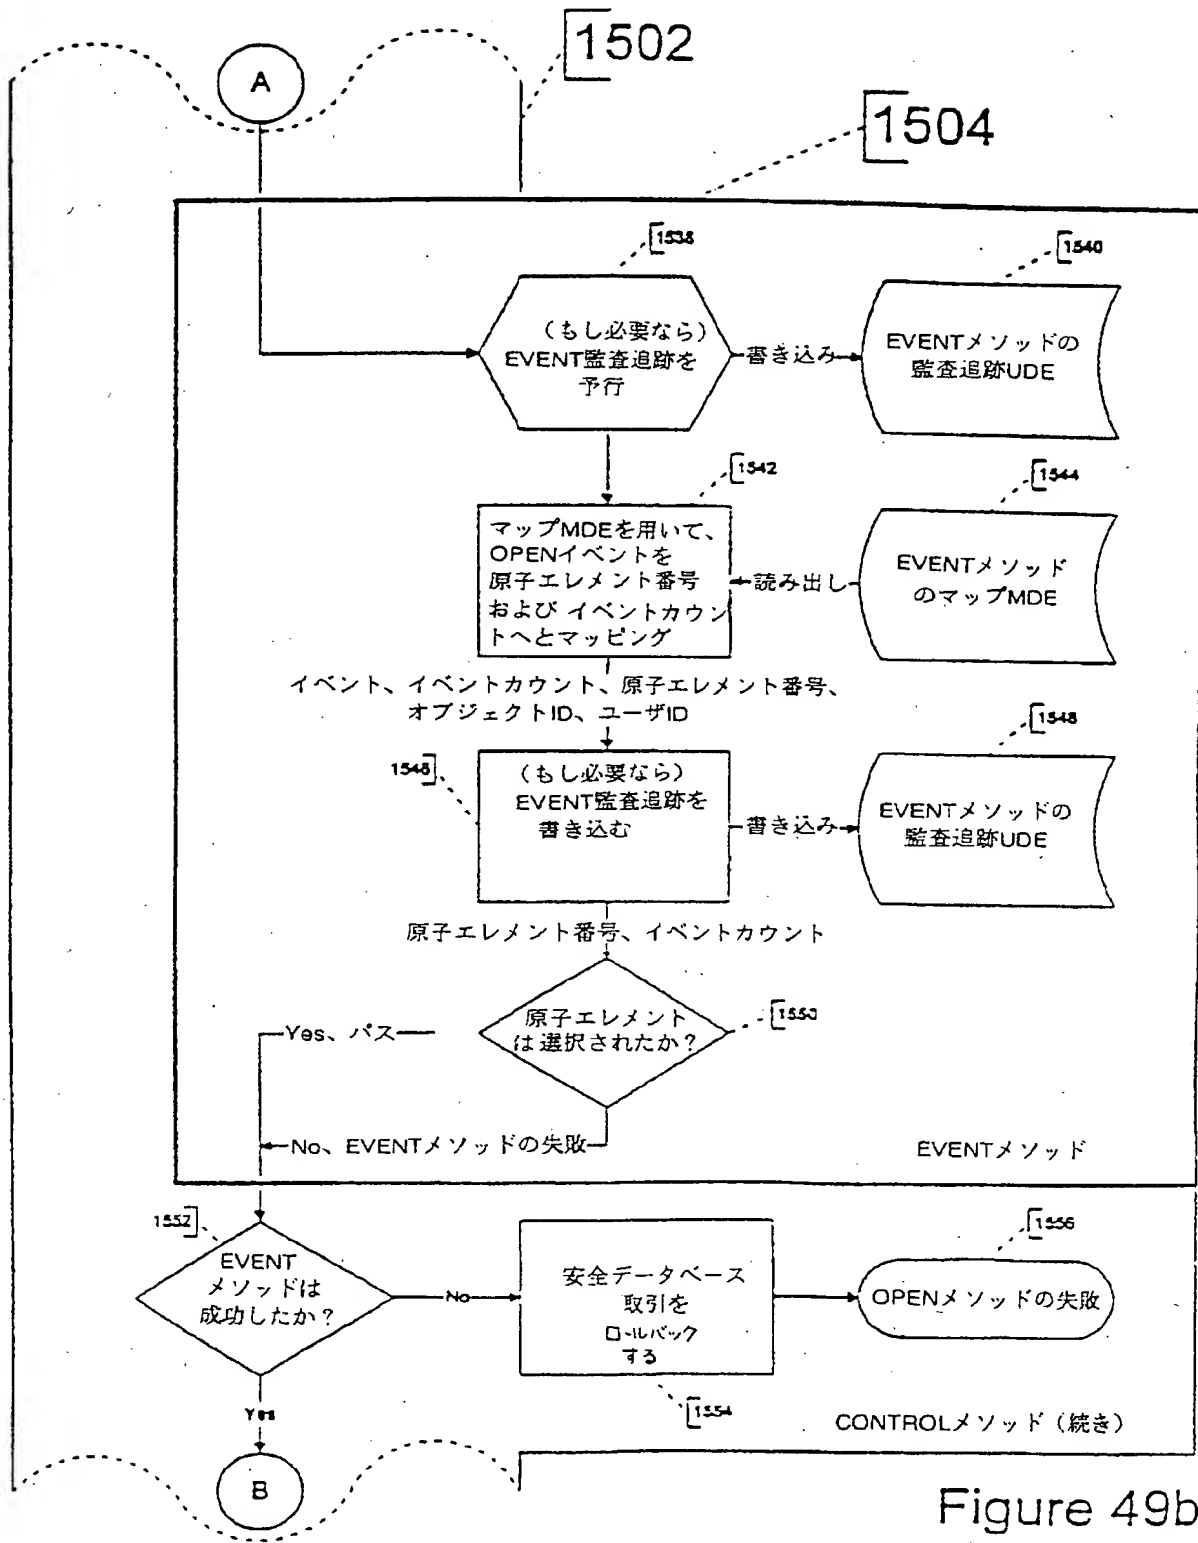 1502
A
1504
1538
1540
(もし必要なら)
EVENT監査追跡を
予行
書き込み
EVENTメソッドの
監査追跡UDE
1542
1544
マップMDEを用いて、
OPENイベントを
原子エレメント番号
および イベントカウン
トへとマッピング
読み出し
EVENTメソッド
のマップMDE
イベント、イベントカウント、原子エレメント番号、
オブジェクトID、ユーザID
1546
1548
(もし必要なら)
EVENT監査追跡を
書き込む
書き込み
EVENTメソッドの
監査追跡UDE
原子エレメント番号、イベントカウント
原子エレメント
は選択されたか?
1550
Yes、パス
No、EVENTメソッドの失敗
EVENTメソッド
1552
EVENT
メソッドは
成功したか?
No
安全データベース
取引を
ロールバック
する
1554
1556
OPENメソッドの失敗
Yes
CONTROLメソッド(続き)
B
Figure 49b